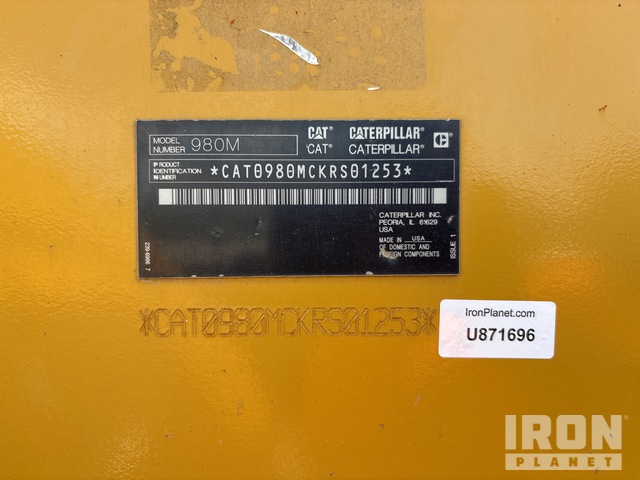 MODEL NUMBER 980M
CAT® CATERPILLAR®
CAT® CATERPILLAR®
PRODUCT IDENTIFICATION NUMBER *CAT0980MCKRS01253*
CATERPILLAR INC.
PEORIA, IL 61629
USA
MADE IN USA
OF DOMESTIC AND
FOREIGN COMPONENTS
ISSUE 1
*CAT0980MCKRS01253*
IronPlanet.com
U871696
IRON
PLANET